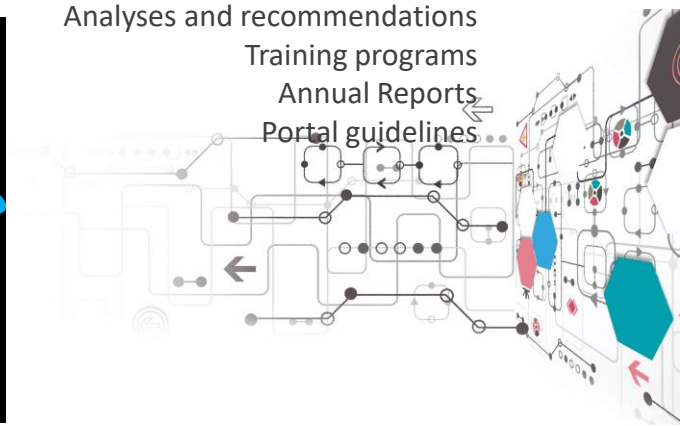 Analyses and recommendations
Training programs
Annual Reports
Portal guidelines